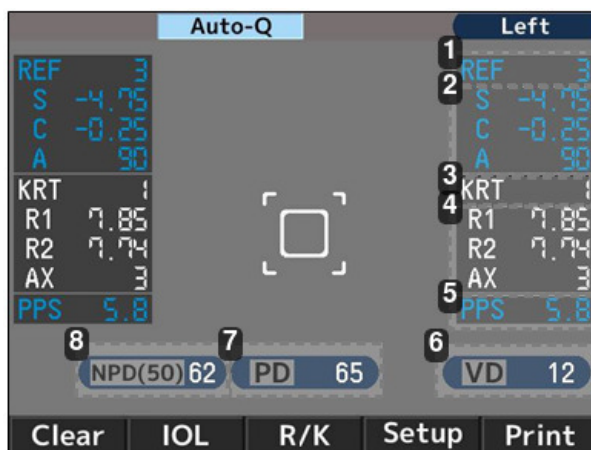 Auto-Q
Left
REF 3
S -4.75
C -0.25
A 90
KRT 1
R1 7.85
R2 7.74
AX 3
PPS 5.8
1
REF 3
2
S -4.75
C -0.25
A 90
3
KRT 1
4
R1 7.85
R2 7.74
AX 3
5
PPS 5.8
8
NPD(50) 62
7
PD 65
6
VD 12
Clear IOL R/K Setup Print